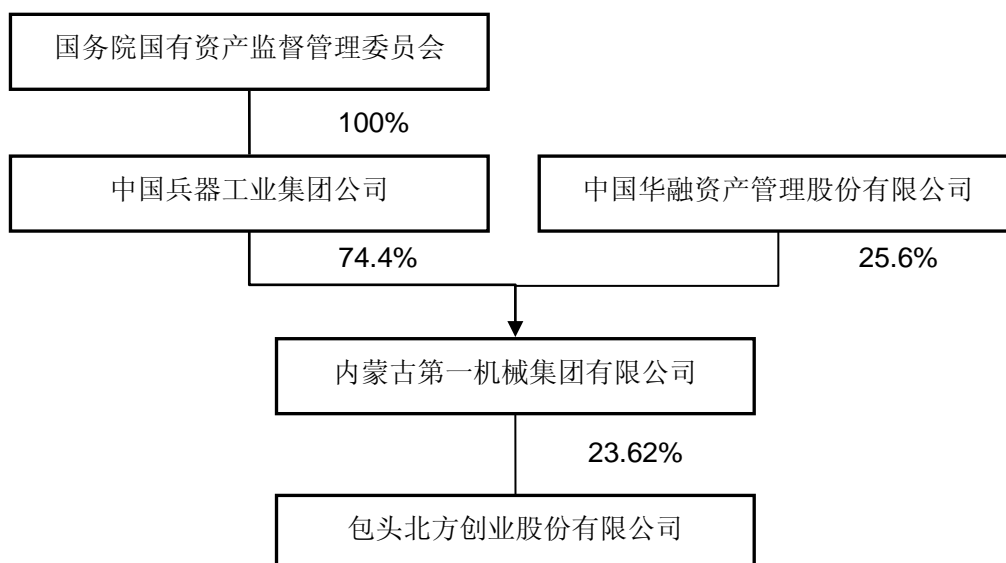 国务院国有资产监督管理委员会
100%
中国兵器工业集团公司
中国华融资产管理股份有限公司
74.4%
25.6%
内蒙古第一机械集团有限公司
23.62%
包头北方创业股份有限公司